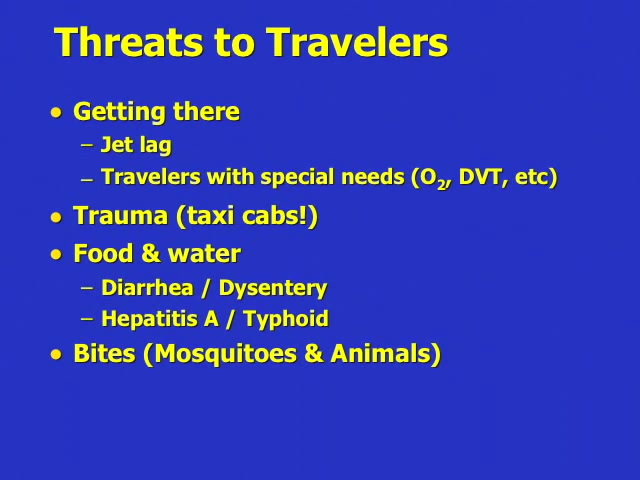 Threats to Travelers
• Getting there
– Jet lag
– Travelers with special needs (O₂, DVT, etc)
• Trauma (taxi cabs!)
• Food & water
– Diarrhea / Dysentery
– Hepatitis A / Typhoid
• Bites (Mosquitoes & Animals)